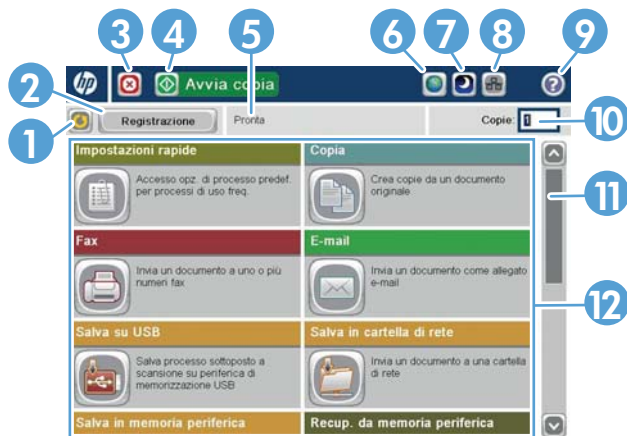 3 4 5 6 7 8 9
hp Avvia copia
2
Registrazione Pronta Copie: 1
1 10
Impostazioni rapide Copia
Accesso opz. di processo predef. Crea copie da un documento
per processi di uso freq. originale
11
Fax E-mail
Invia un documento a uno o più Invia un documento come allegato
numeri fax e-mail
12
Salva su USB Salva in cartella di rete
Salva processo sottoposto a Invia un documento a una cartella
scansione su periferica di di rete
memorizzazione USB
Salva in memoria periferica Recup. da memoria periferica